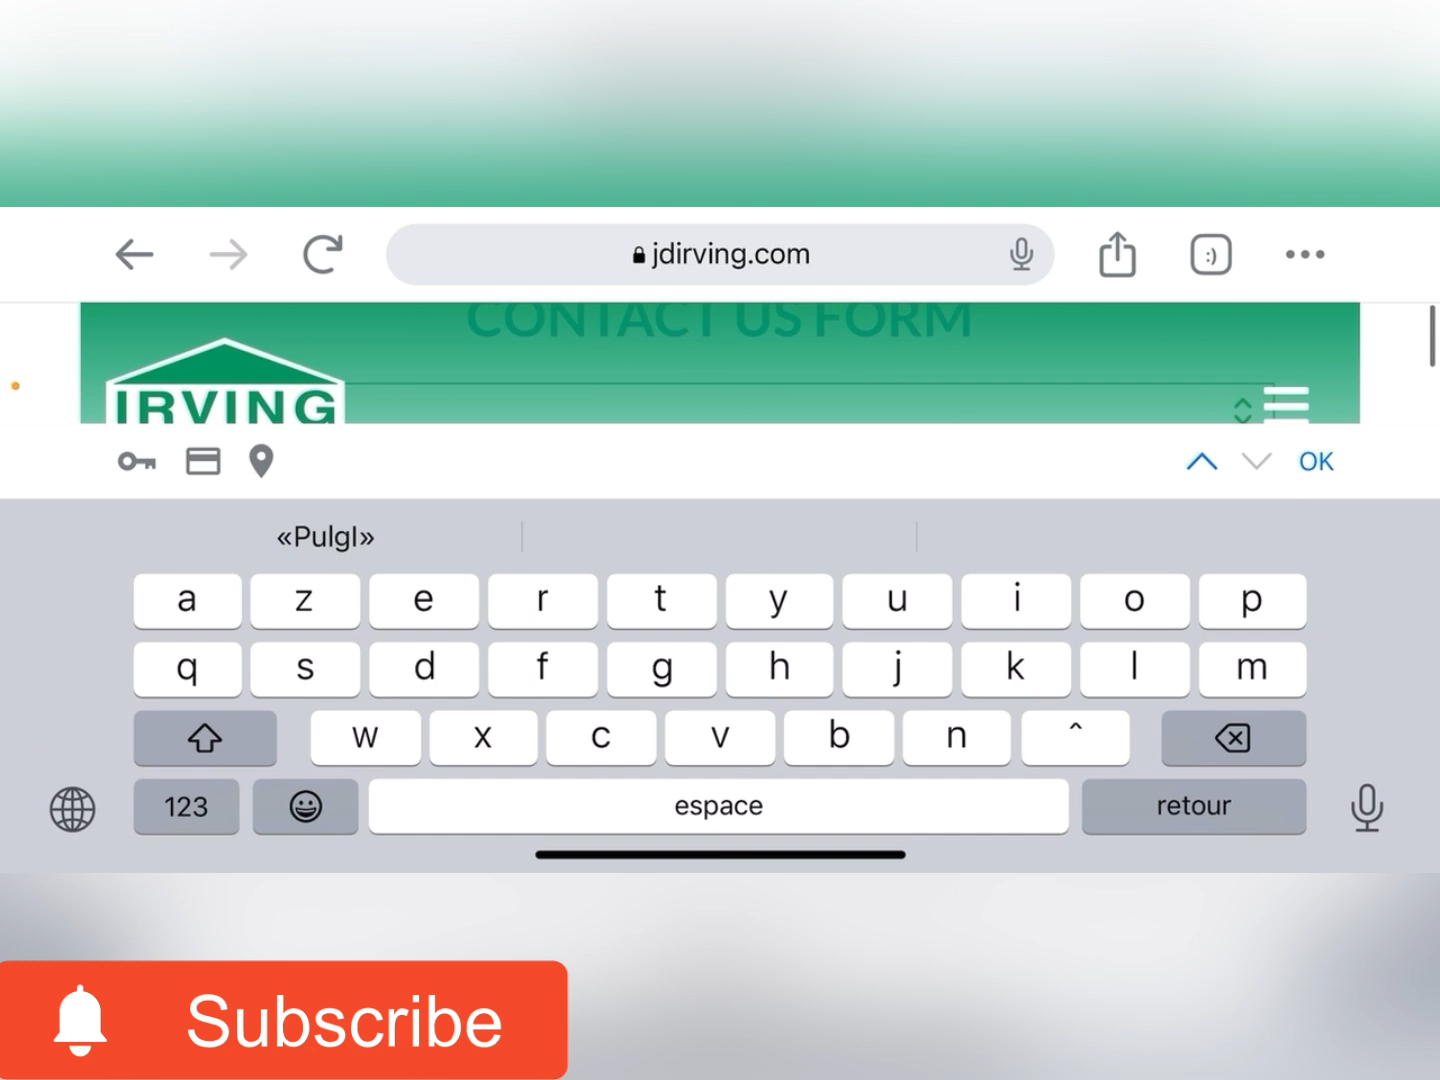 jdirving.com
:)
CONTACT US FORM
IRVING
OK
«Pulgl»
a z e r t y u i o p
q s d f g h j k l m
w x c v b n ^
123 espace retour
Subscribe